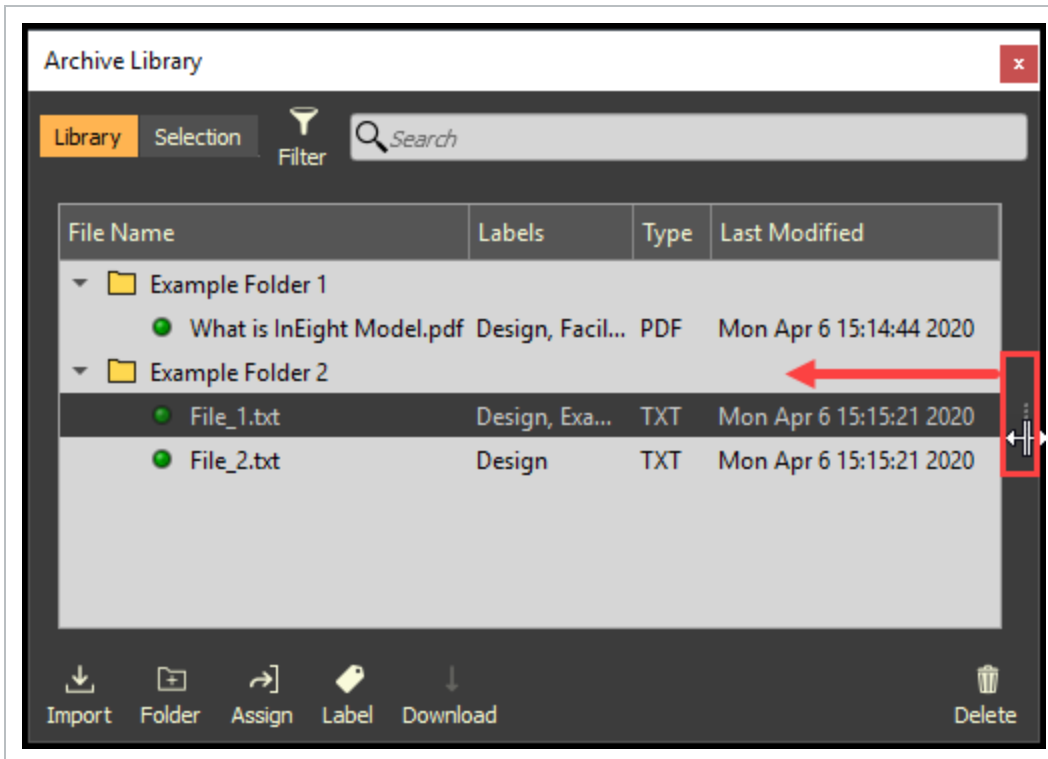 Archive Library
x
Library Selection Filter Search
File Name Labels Type Last Modified
Example Folder 1
What is InEight Model.pdf Design, Facil... PDF Mon Apr 6 15:14:44 2020
Example Folder 2
File_1.txt Design, Exa... TXT Mon Apr 6 15:15:21 2020
File_2.txt Design TXT Mon Apr 6 15:15:21 2020
Import Folder Assign Label Download Delete